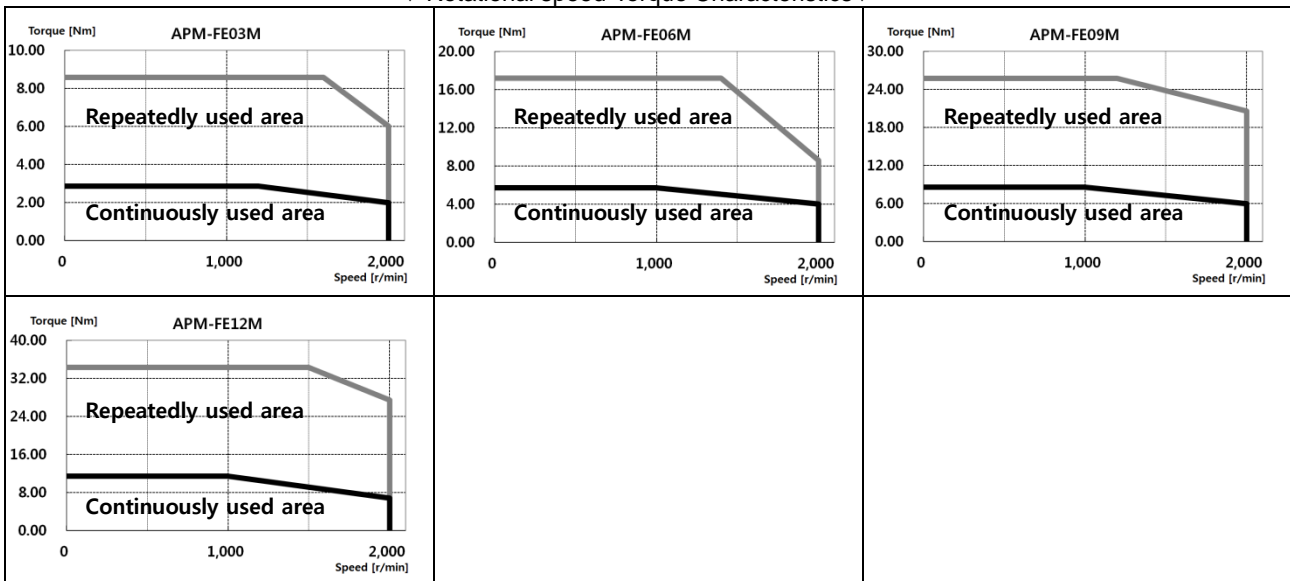 Torque [Nm]
APM-FE03M
10.00
8.00
6.00
4.00
2.00
0.00
Repeatedly used area
Continuously used area
0
1,000
2,000
Speed [r/min]
Torque [Nm]
APM-FE06M
20.00
16.00
12.00
8.00
4.00
0.00
Repeatedly used area
Continuously used area
0
1,000
2,000
Speed [r/min]
Torque [Nm]
APM-FE09M
30.00
24.00
18.00
12.00
6.00
0.00
Repeatedly used area
Continuously used area
0
1,000
2,000
Speed [r/min]
Torque [Nm]
APM-FE12M
40.00
32.00
24.00
16.00
8.00
0.00
Repeatedly used area
Continuously used area
0
1,000
2,000
Speed [r/min]